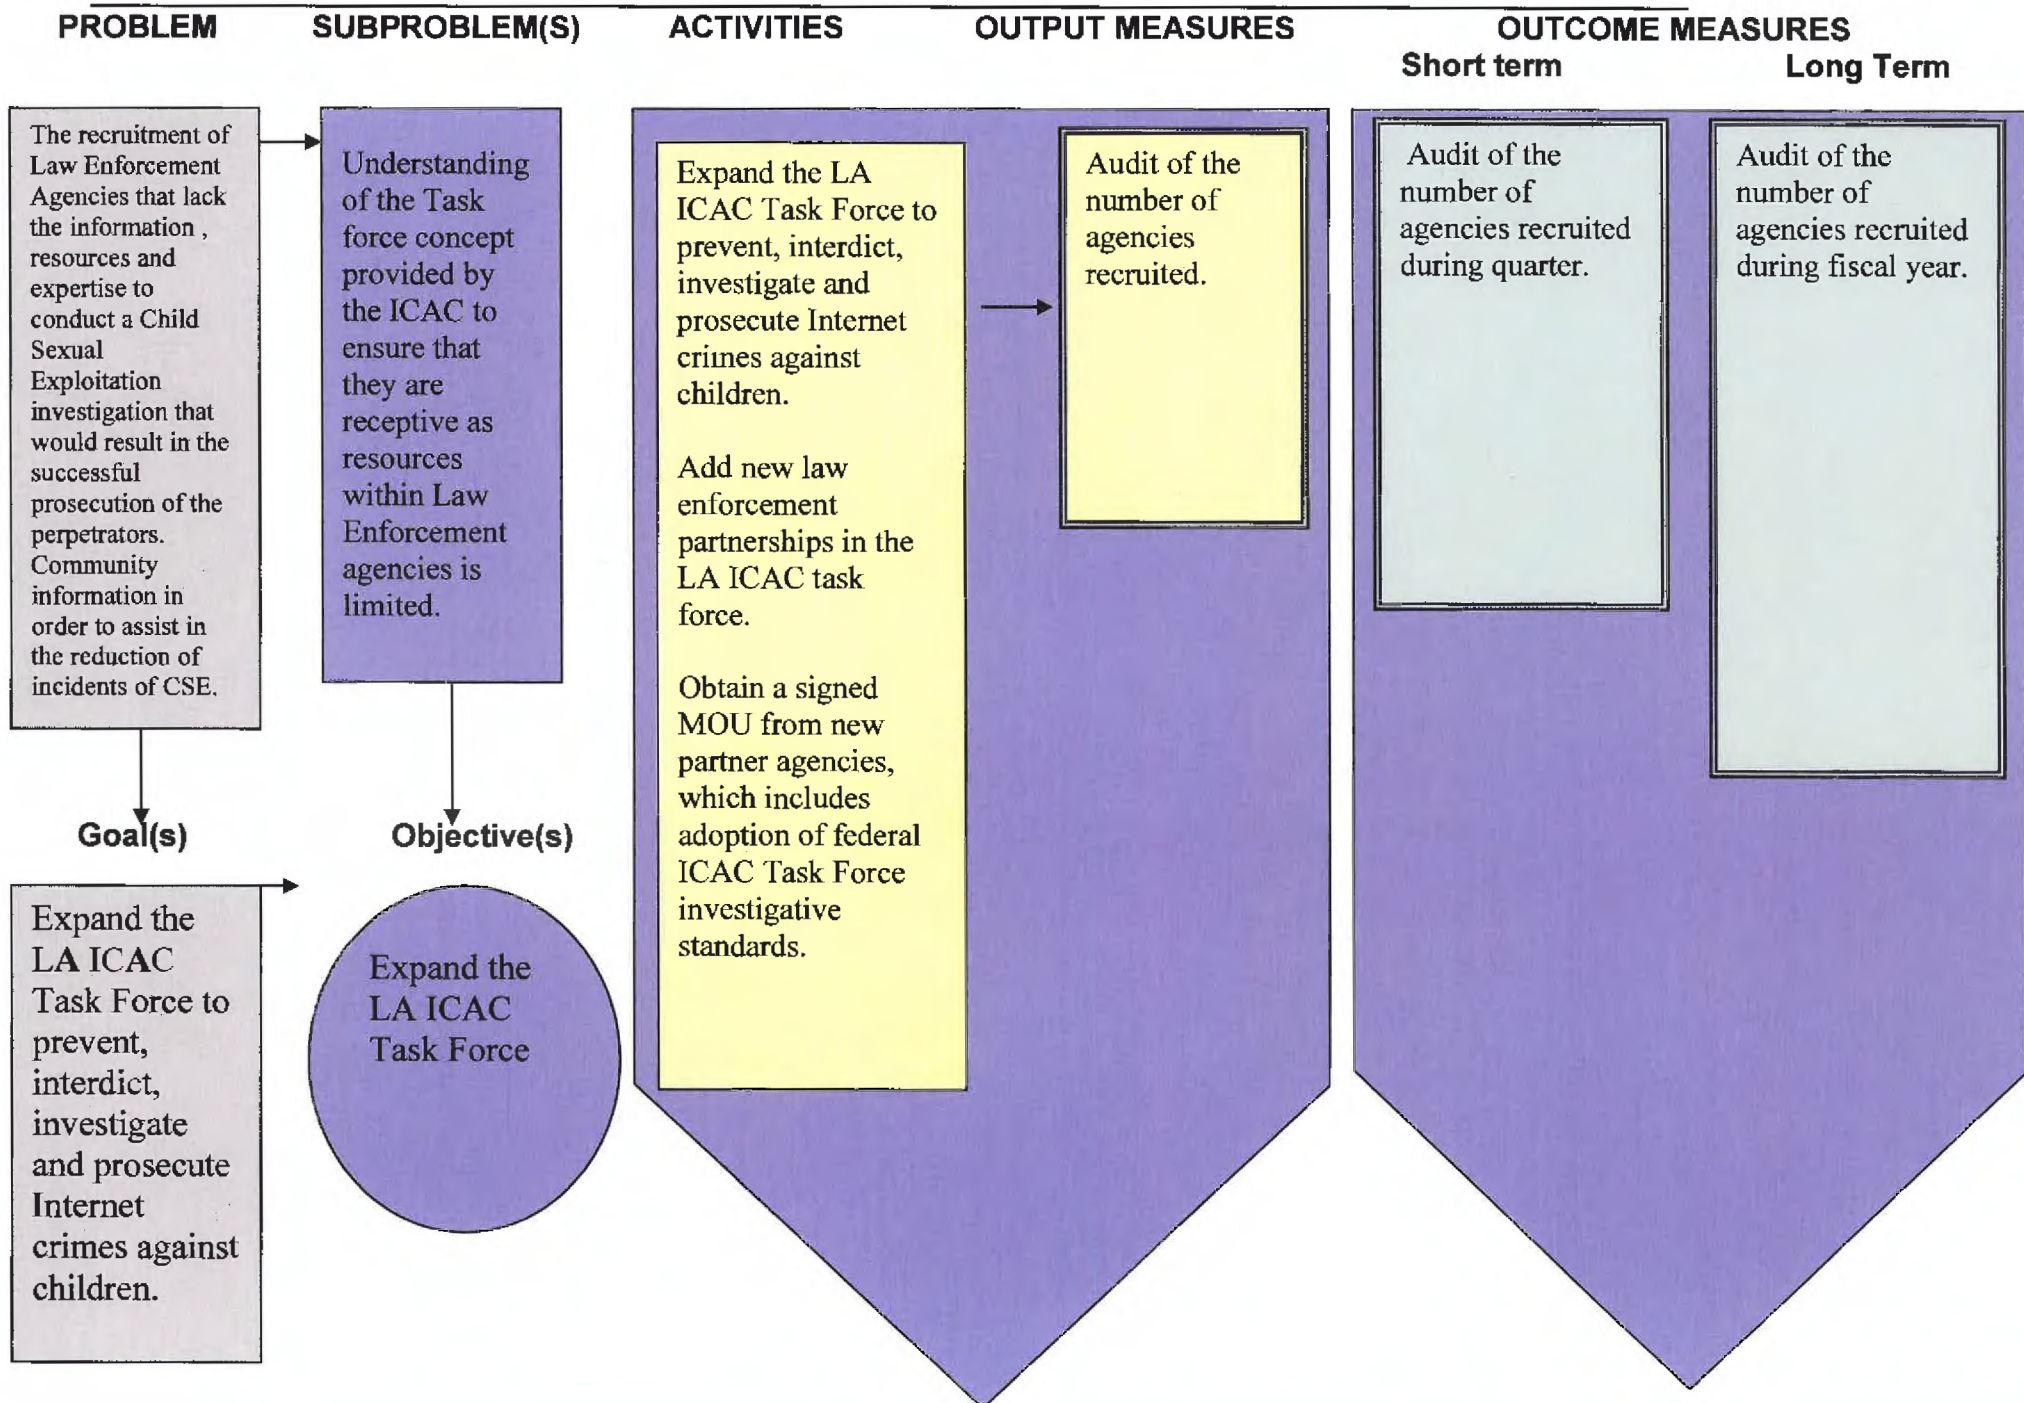 PROBLEM
SUBPROBLEM(S)
ACTIVITIES
OUTPUT MEASURES
OUTCOME MEASURES
Short term
Long Term
The recruitment of
Law Enforcement
Agencies that lack
the information ,
resources and
expertise to
conduct a Child
Sexual
Exploitation
investigation that
would result in the
successful
prosecution of the
perpetrators.
Community
information in
order to assist in
the reduction of
incidents of CSE.
Understanding
of the Task
force concept
provided by
the ICAC to
ensure that
they are
receptive as
resources
within Law
Enforcement
agencies is
limited.
Expand the LA
ICAC Task Force to
prevent, interdict,
investigate and
prosecute Internet
crimes against
children.
Add new law
enforcement
partnerships in the
LA ICAC task
force.
Obtain a signed
MOU from new
partner agencies,
which includes
adoption of federal
ICAC Task Force
investigative
standards.
Audit of the
number of
agencies
recruited.
Audit of the
number of
agencies recruited
during quarter.
Audit of the
number of
agencies recruited
during fiscal year.
Goal(s)
Objective(s)
Expand the
LA ICAC
Task Force to
prevent,
interdict,
investigate
and prosecute
Internet
crimes against
children.
Expand the
LA ICAC
Task Force